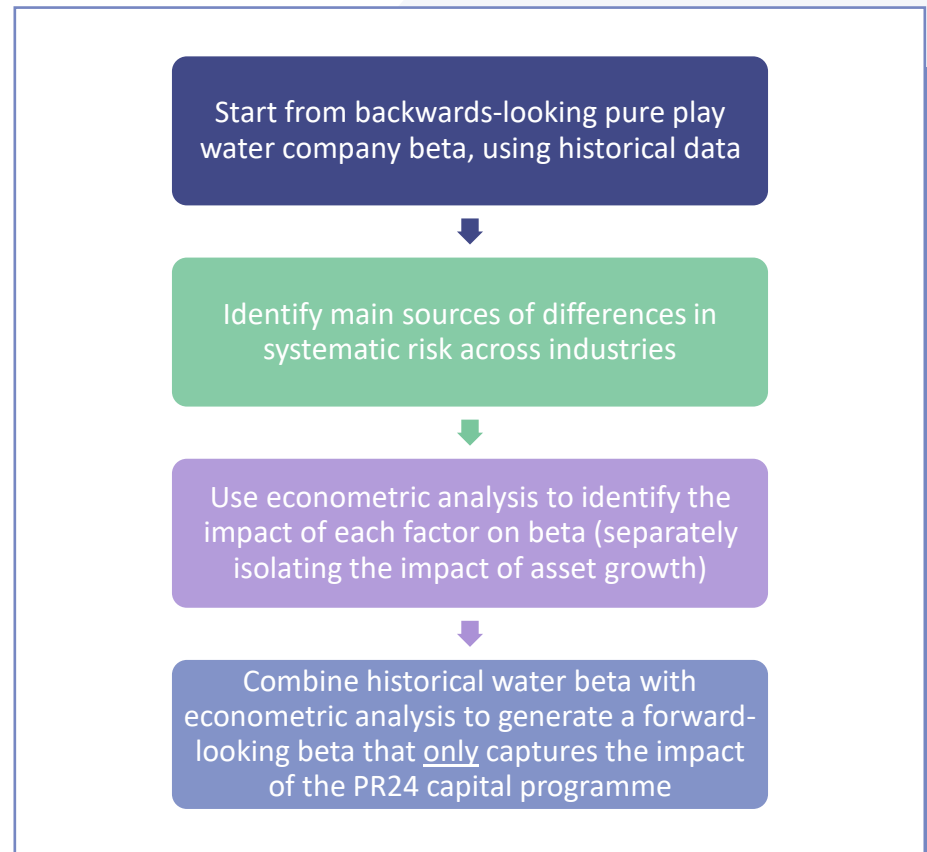 Start from backwards-looking pure play
water company beta, using historical data
Identify main sources of differences in
systematic risk across industries
Use econometric analysis to identify the
impact of each factor on beta (separately
isolating the impact of asset growth)
Combine historical water beta with
econometric analysis to generate a forward-
looking beta that only captures the impact
of the PR24 capital programme